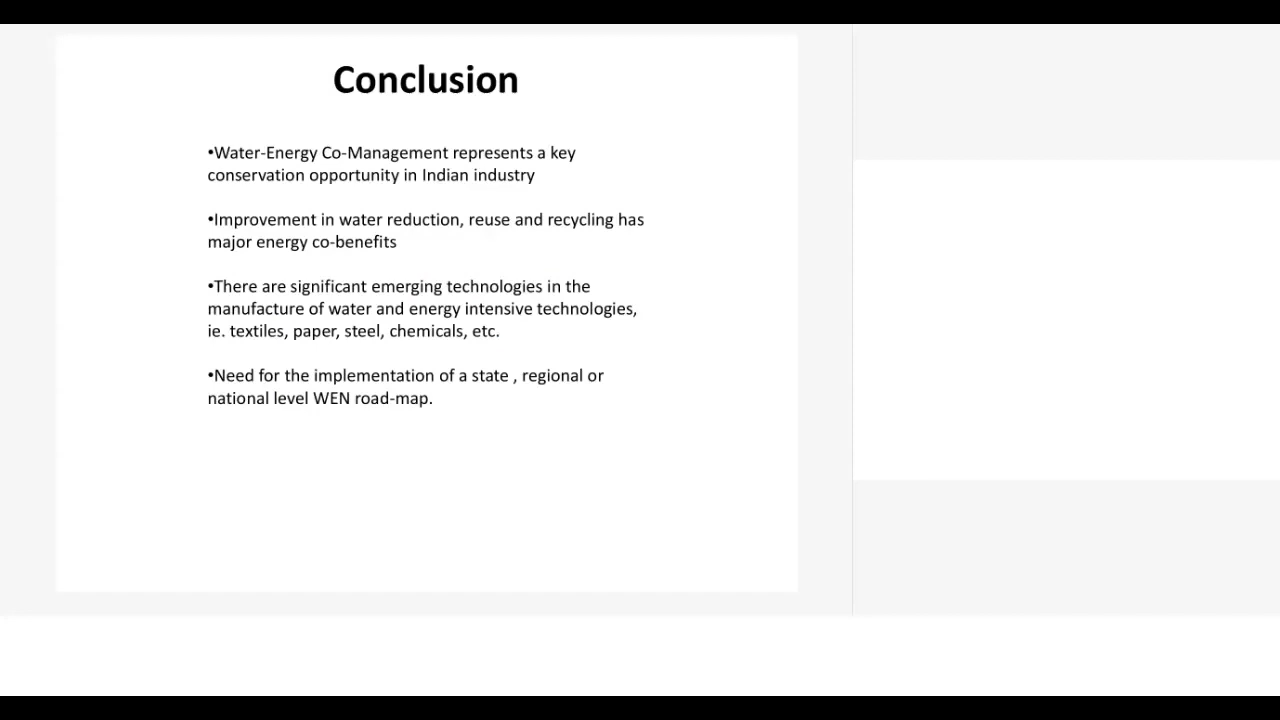 Conclusion
•Water-Energy Co-Management represents a key
conservation opportunity in Indian industry
•Improvement in water reduction, reuse and recycling has
major energy co-benefits
•There are significant emerging technologies in the
manufacture of water and energy intensive technologies,
ie. textiles, paper, steel, chemicals, etc.
•Need for the implementation of a state , regional or
national level WEN road-map.